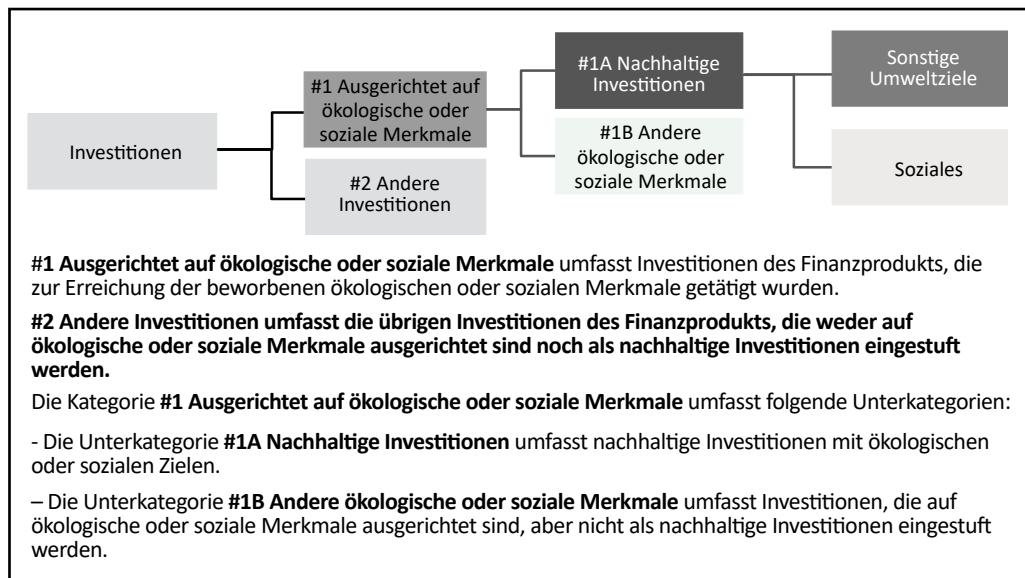 Investitionen
#1 Ausgerichtet auf
ökologische oder
soziale Merkmale
#2 Andere
Investitionen
#1A Nachhaltige
Investitionen
#1B Andere
ökologische oder
soziale Merkmale
Sonstige
Umweltziele
Soziales
#1 Ausgerichtet auf ökologische oder soziale Merkmale umfasst Investitionen des Finanzprodukts, die
zur Erreichung der beworbenen ökologischen oder sozialen Merkmale getätigt wurden.
#2 Andere Investitionen umfasst die übrigen Investitionen des Finanzprodukts, die weder auf
ökologische oder soziale Merkmale ausgerichtet sind noch als nachhaltige Investitionen eingestuft
werden.
Die Kategorie #1 Ausgerichtet auf ökologische oder soziale Merkmale umfasst folgende Unterkategorien:
- Die Unterkategorie #1A Nachhaltige Investitionen umfasst nachhaltige Investitionen mit ökologischen
oder sozialen Zielen.
– Die Unterkategorie #1B Andere ökologische oder soziale Merkmale umfasst Investitionen, die auf
ökologische oder soziale Merkmale ausgerichtet sind, aber nicht als nachhaltige Investitionen eingestuft
werden.